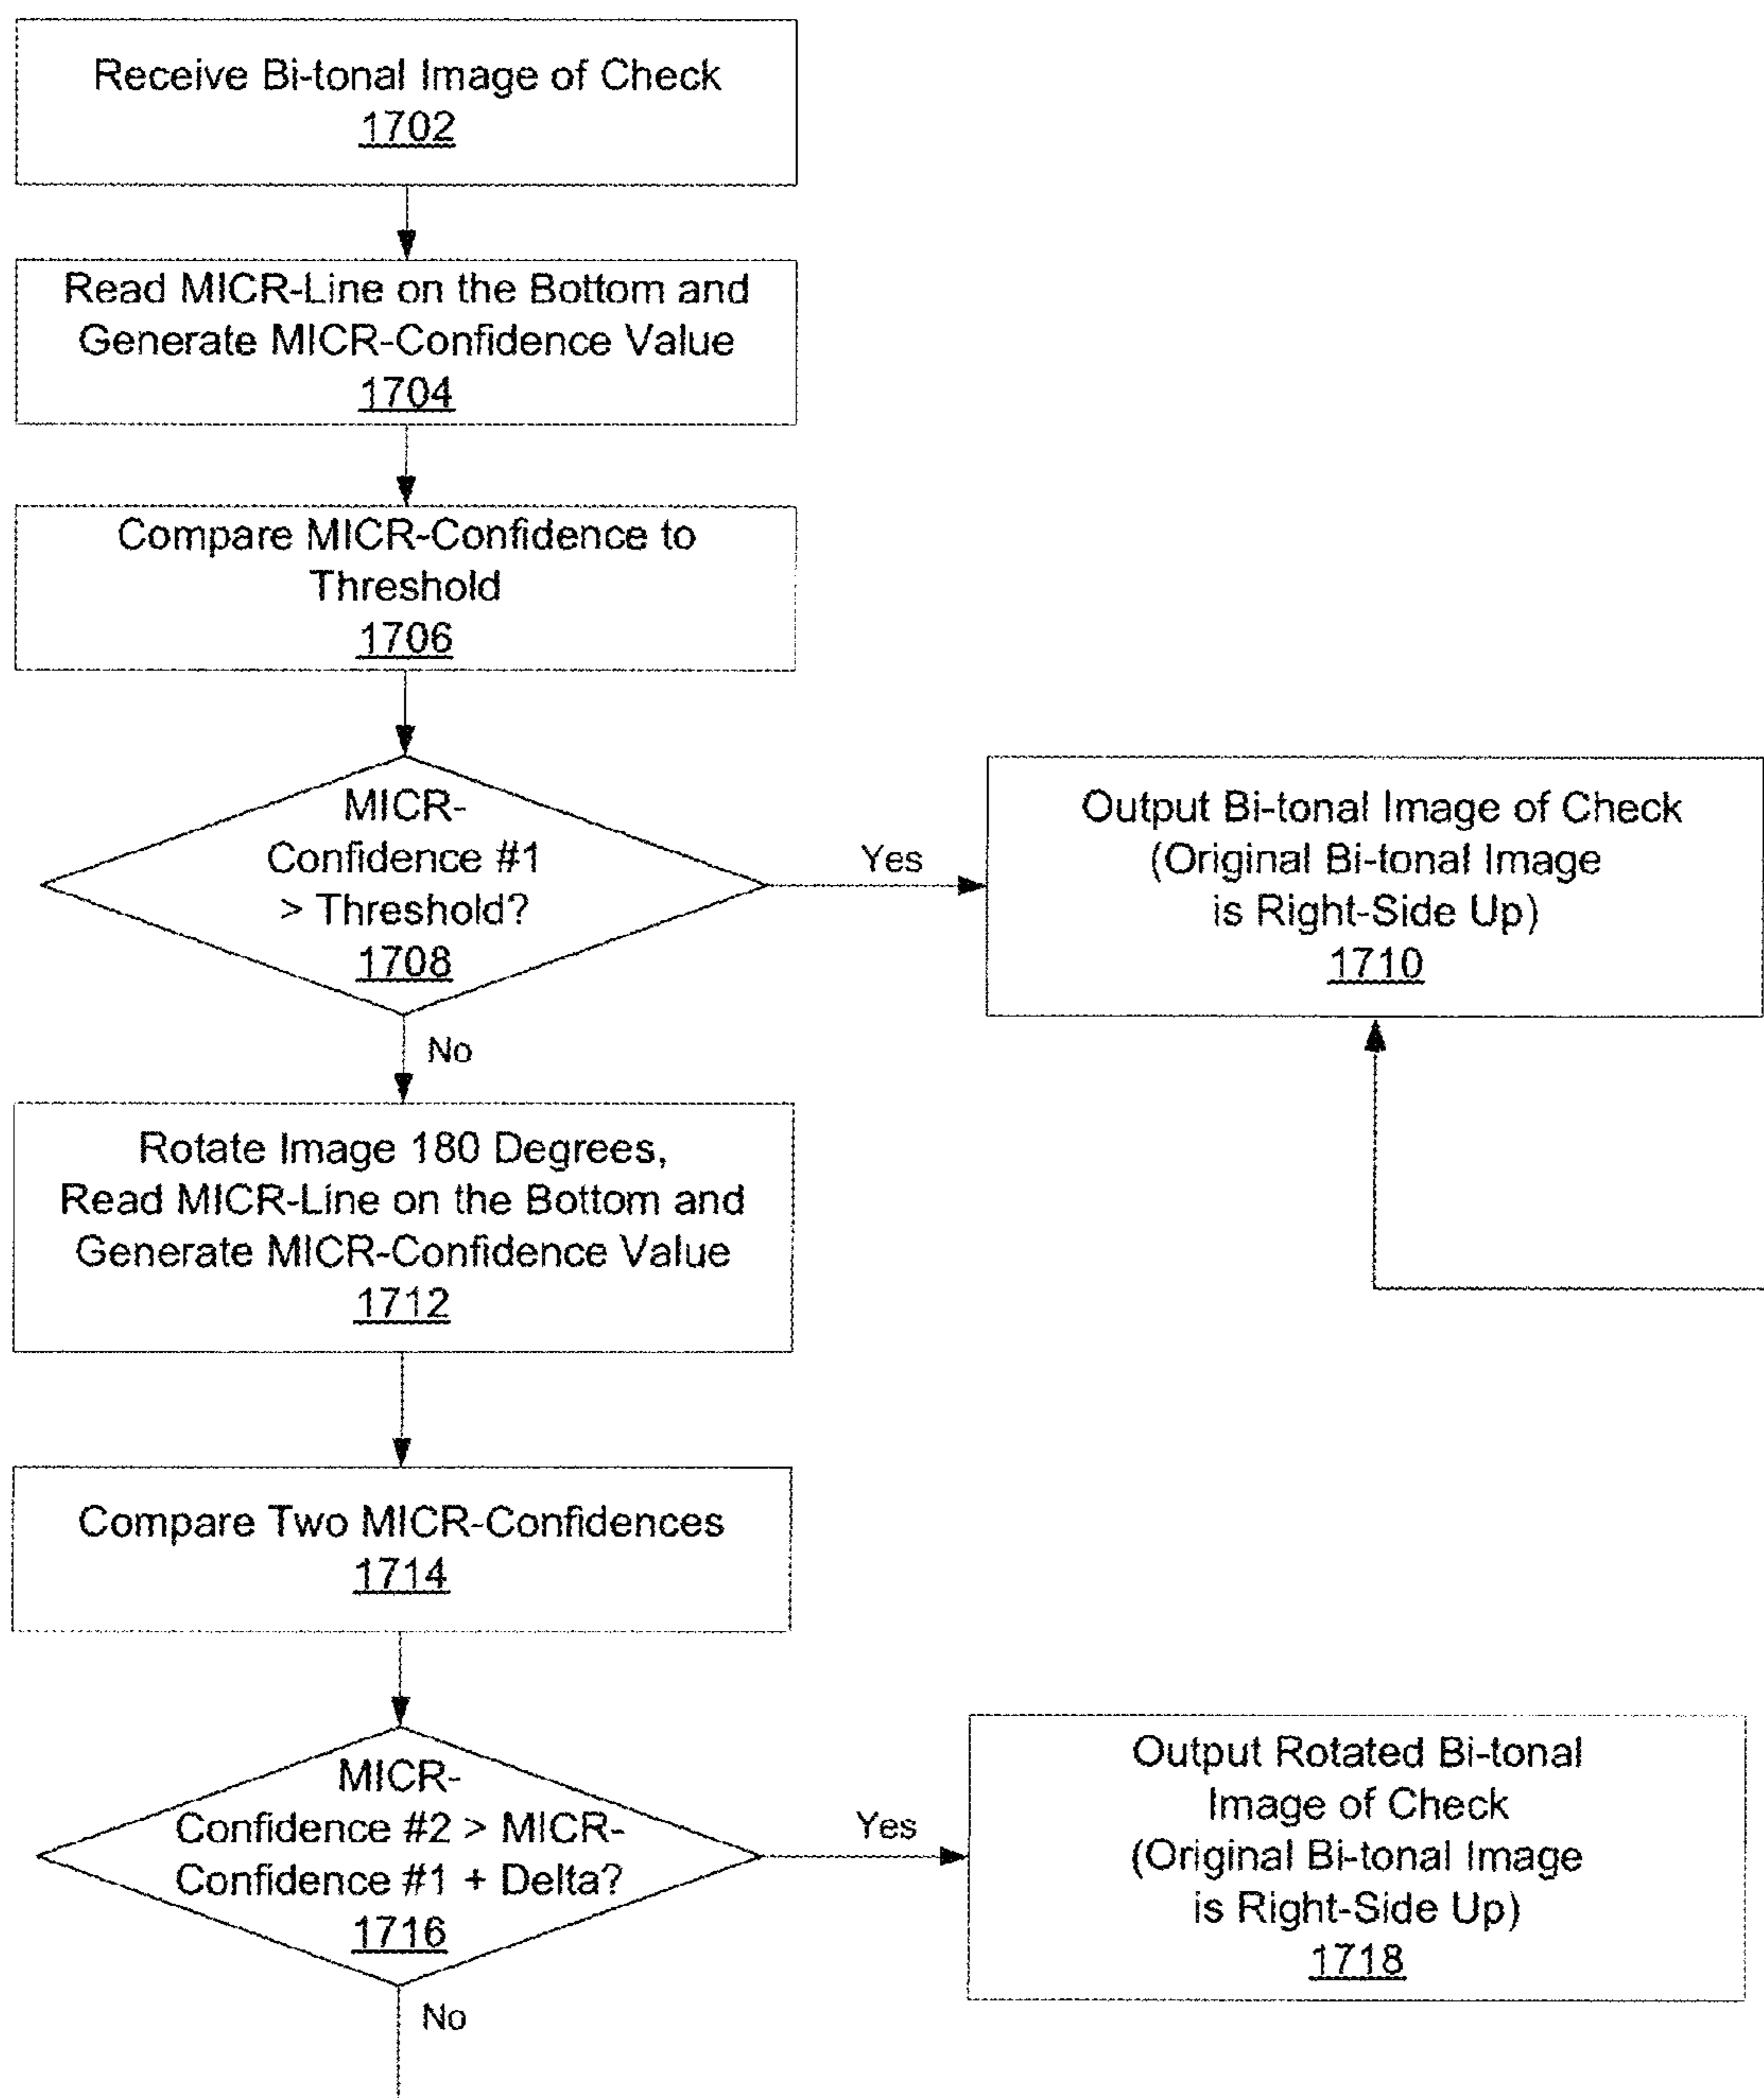 Receive Bi-tonal Image of Check
1702
Read MICR-Line on the Bottom and
Generate MICR-Confidence Value
1704
Compare MICR-Confidence to
Threshold
1706
MICR-
Confidence #1
> Threshold?
1708
Yes
Output Bi-tonal Image of Check
(Original Bi-tonal Image
is Right-Side Up)
1710
No
Rotate Image 180 Degrees,
Read MICR-Line on the Bottom and
Generate MICR-Confidence Value
1712
Compare Two MICR-Confidences
1714
MICR-
Confidence #2 > MICR-
Confidence #1 + Delta?
1716
Yes
Output Rotated Bi-tonal
Image of Check
(Original Bi-tonal Image
is Right-Side Up)
1718
No